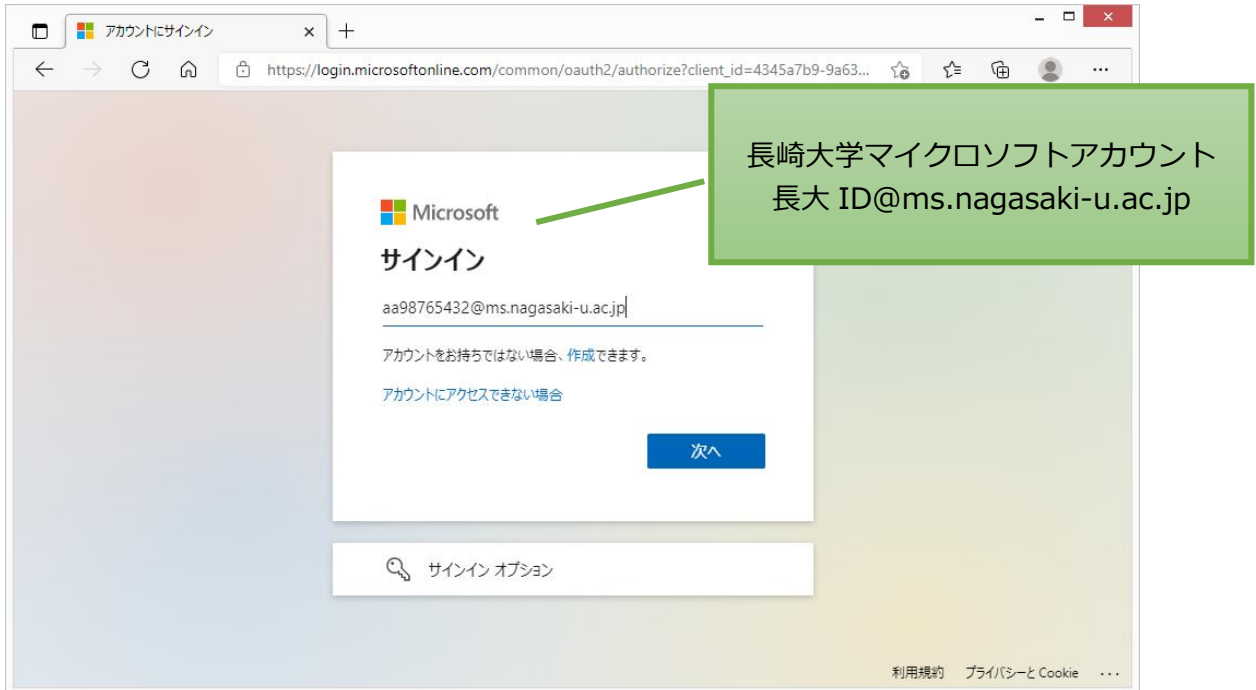 アカウントにサインイン
https://login.microsoftonline.com/common/oauth2/authorize?client_id=4345a7b9-9a63...
長崎大学マイクロソフトアカウント
長大 ID@ms.nagasaki-u.ac.jp
Microsoft
サインイン
aa98765432@ms.nagasaki-u.ac.jp
アカウントをお持ちではない場合、作成できます。
アカウントにアクセスできない場合
次へ
サインイン オプション
利用規約 プライバシーと Cookie ...